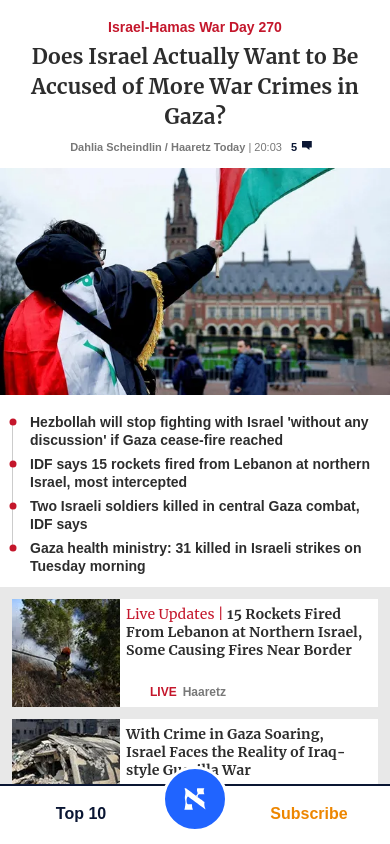 Israel-Hamas War Day 270
Does Israel Actually Want to Be
Accused of More War Crimes in
Gaza?
Dahlia Scheindlin / Haaretz Today | 20:03 5
Hezbollah will stop fighting with Israel 'without any
discussion' if Gaza cease-fire reached
IDF says 15 rockets fired from Lebanon at northern
Israel, most intercepted
Two Israeli soldiers killed in central Gaza combat,
IDF says
Gaza health ministry: 31 killed in Israeli strikes on
Tuesday morning
Live Updates | 15 Rockets Fired
From Lebanon at Northern Israel,
Some Causing Fires Near Border
LIVE Haaretz
With Crime in Gaza Soaring,
Israel Faces the Reality of Iraq-
style Guerrilla War
Top 10
Subscribe